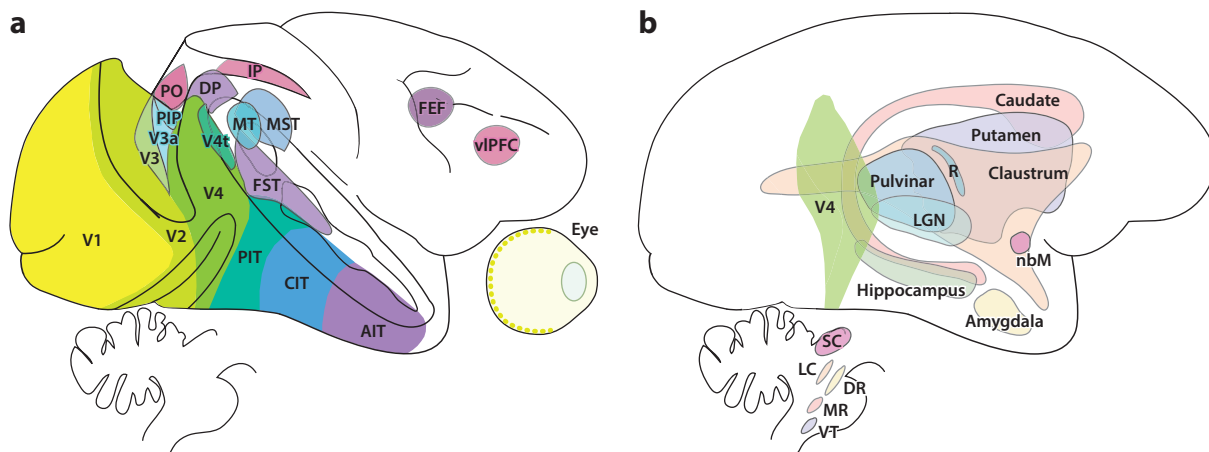 a
IP
PO
DP
PIP
V3a
V3
V4t
MT
MST
FEF
vlPFC
FST
V4
V1
V2
PIT
CIT
AIT
Eye
b
Caudate
Putamen
R
Pulvinar
Claustrum
V4
LGN
nbM
Hippocampus
Amygdala
SC
LC
DR
MR
VT